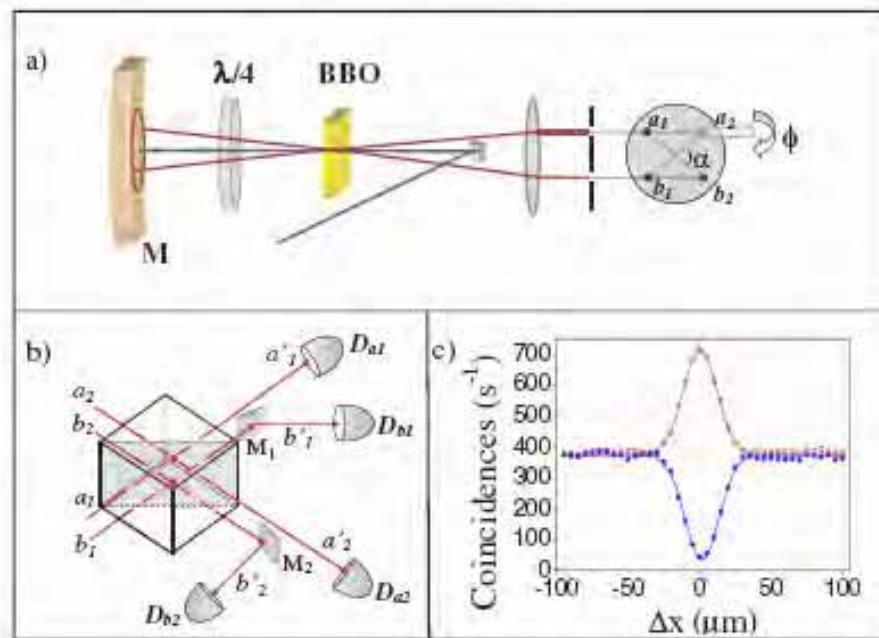 a)
λ/4
BBO
M
a1
a2
b1
b2
α
ϕ
b)
a2
b2
a1
b1
a'1
Da1
b'1
Db1
M1
M2
a'2
Da2
b'2
Db2
c)
Coincidences (s-1)
700
600
500
400
300
200
100
0
-100
-50
0
50
100
Δx (μm)